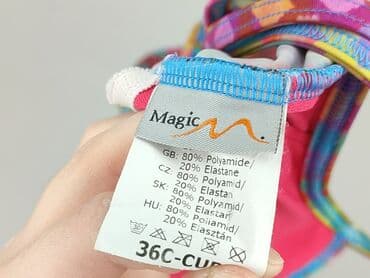 Magic M.
GB: 80% Polyamide/
20% Elastane
CZ: 80% Polyamid/
20% Elastan
SK: 80% Polyamid/
20% Elastan
HU: 80% Poliamid/
20% Elasztán
36C-CUP